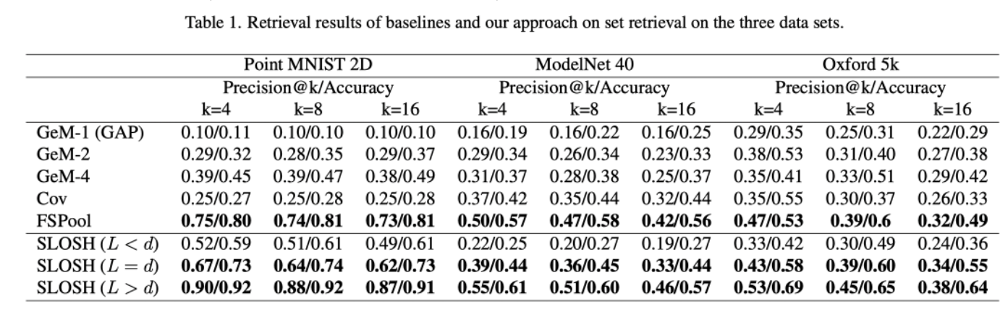 Table 1. Retrieval results of baselines and our approach on set retrieval on the three data sets.
Point MNIST 2D ModelNet 40 Oxford 5k
Precision@k/Accuracy Precision@k/Accuracy Precision@k/Accuracy
k=4 k=8 k=16 k=4 k=8 k=16 k=4 k=8 k=16
GeM-1 (GAP) 0.10/0.11 0.10/0.10 0.10/0.10 0.16/0.19 0.16/0.22 0.16/0.25 0.29/0.35 0.25/0.31 0.22/0.29
GeM-2 0.29/0.32 0.28/0.35 0.29/0.37 0.29/0.34 0.26/0.34 0.23/0.33 0.38/0.53 0.31/0.40 0.27/0.38
GeM-4 0.39/0.45 0.39/0.47 0.38/0.49 0.31/0.37 0.28/0.38 0.25/0.37 0.35/0.41 0.33/0.51 0.29/0.42
Cov 0.25/0.27 0.25/0.28 0.25/0.28 0.37/0.42 0.35/0.44 0.32/0.44 0.35/0.55 0.30/0.37 0.26/0.33
FSPool 0.75/0.80 0.74/0.81 0.73/0.81 0.50/0.57 0.47/0.58 0.42/0.56 0.47/0.53 0.39/0.6 0.32/0.49
SLOSH (L < d) 0.52/0.59 0.51/0.61 0.49/0.61 0.22/0.25 0.20/0.27 0.19/0.27 0.33/0.42 0.30/0.49 0.24/0.36
SLOSH (L = d) 0.67/0.73 0.64/0.74 0.62/0.73 0.39/0.44 0.36/0.45 0.33/0.44 0.43/0.58 0.39/0.60 0.34/0.55
SLOSH (L > d) 0.90/0.92 0.88/0.92 0.87/0.91 0.55/0.61 0.51/0.60 0.46/0.57 0.53/0.69 0.45/0.65 0.38/0.64